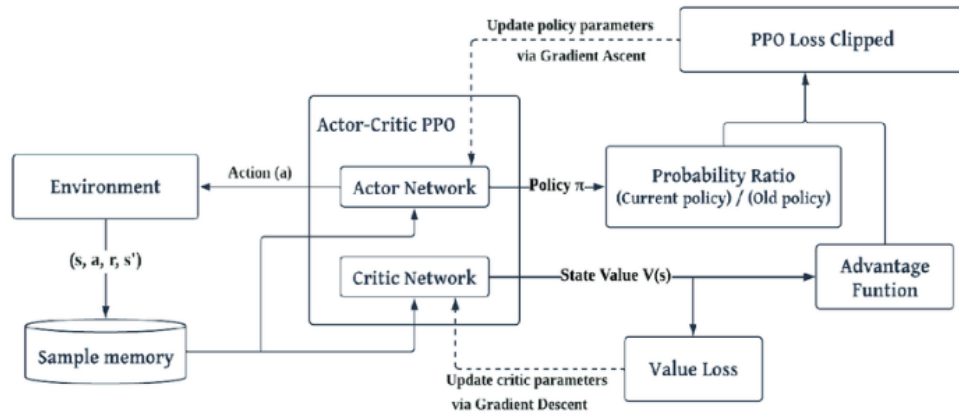 Update policy parameters
via Gradient Ascent
PPO Loss Clipped
Actor-Critic PPO
Environment
Action (a)
Actor Network
Policy π
Probability Ratio
(Current policy) / (Old policy)
(s, a, r, s')
Critic Network
State Value V(s)
Advantage
Funtion
Sample memory
Update critic parameters
via Gradient Descent
Value Loss